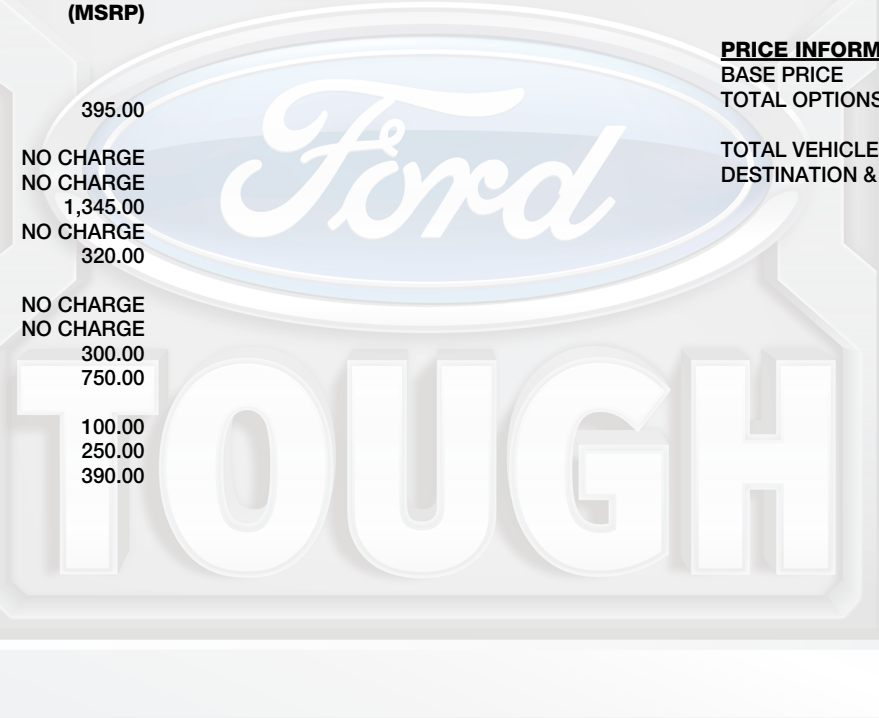 (MSRP)
395.00
NO CHARGE
NO CHARGE
1,345.00
NO CHARGE
320.00
NO CHARGE
NO CHARGE
300.00
750.00
100.00
250.00
390.00
PRICE INFORM
BASE PRICE
TOTAL OPTIONS
TOTAL VEHICLE
DESTINATION &
Ford
TOUGH